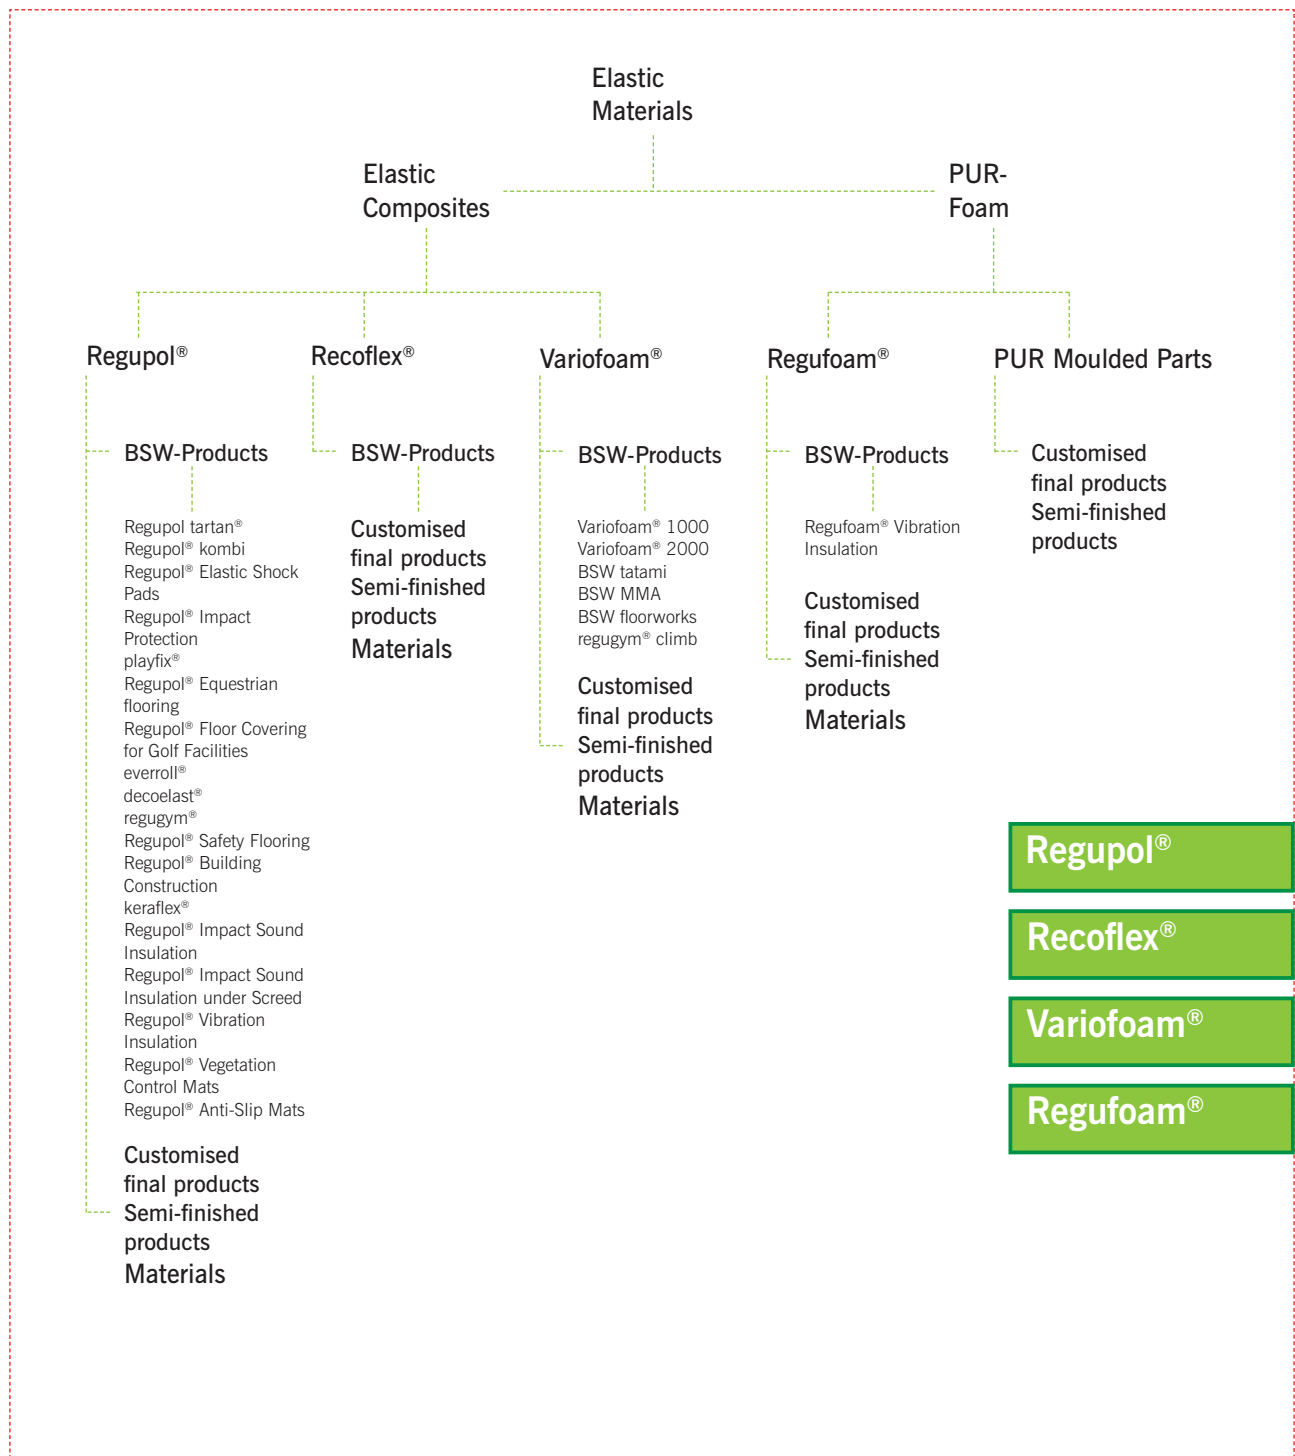 Elastic
Materials
Elastic
Composites
PUR-
Foam
Regupol®
Recoflex®
Variofoam®
Regufoam®
PUR Moulded Parts
BSW-Products
Regupol tartan®
Regupol® kombi
Regupol® Elastic Shock
Pads
Regupol® Impact
Protection
playfix®
Regupol® Equestrian
flooring
Regupol® Floor Covering
for Golf Facilities
everroll®
decoelast®
regugym®
Regupol® Safety Flooring
Regupol® Building
Construction
keraflex®
Regupol® Impact Sound
Insulation
Regupol® Impact Sound
Insulation under Screed
Regupol® Vibration
Insulation
Regupol® Vegetation
Control Mats
Regupol® Anti-Slip Mats
Customised
final products
Semi-finished
products
Materials
BSW-Products
Customised
final products
Semi-finished
products
Materials
BSW-Products
Variofoam® 1000
Variofoam® 2000
BSW tatami
BSW MMA
BSW floorworks
regugym® climb
Customised
final products
Semi-finished
products
Materials
BSW-Products
Regufoam® Vibration
Insulation
Customised
final products
Semi-finished
products
Materials
Customised
final products
Semi-finished
products
Regupol®
Recoflex®
Variofoam®
Regufoam®